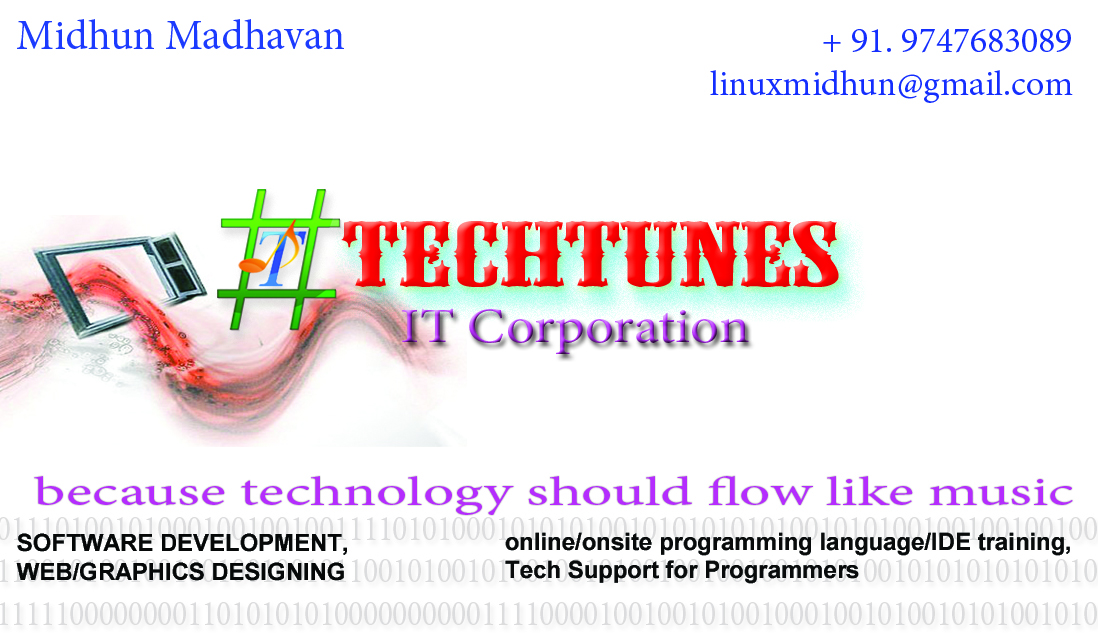 Midhun Madhavan
+ 91. 9747683089
linuxmidhun@gmail.com
T
TECHTUNES
IT Corporation
because technology should flow like music
SOFTWARE DEVELOPMENT,
WEB/GRAPHICS DESIGNING
online/onsite programming language/IDE training,
Tech Support for Programmers